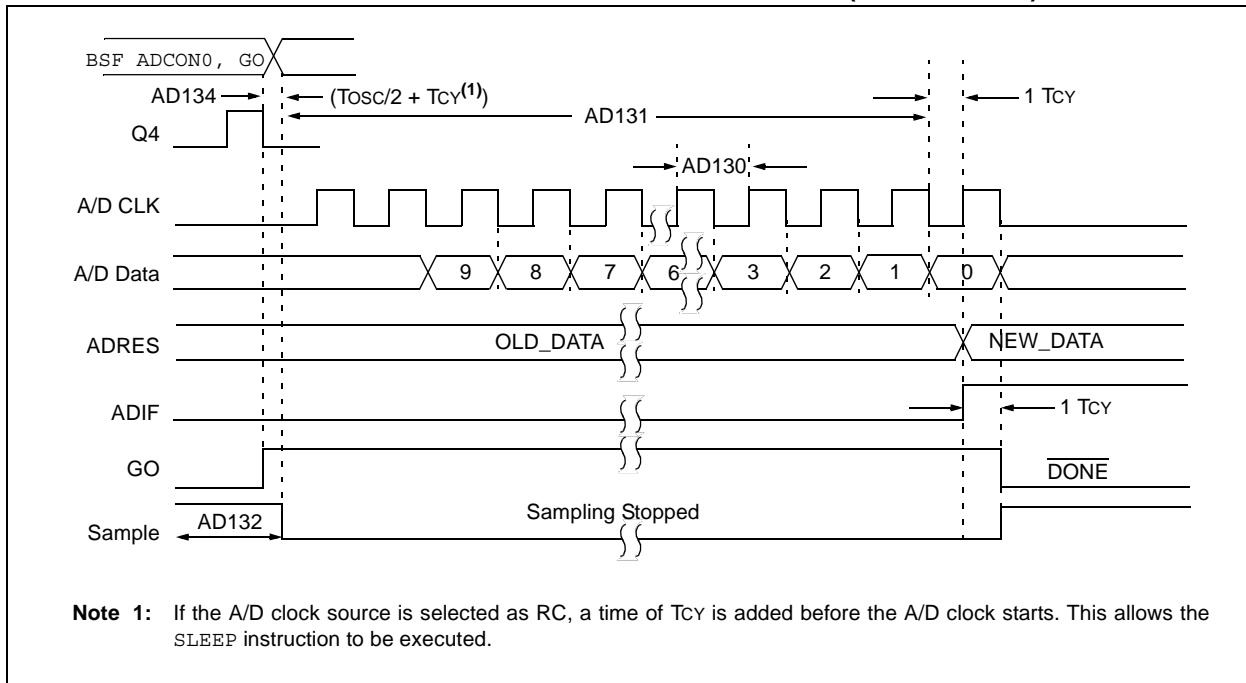 BSF ADCON0, GO
AD134
(TOSC/2 + TCY(1))
1 TCY
AD131
Q4
AD130
A/D CLK
A/D Data
9 8 7 6 3 2 1 0
ADRES
OLD_DATA
NEW_DATA
ADIF
1 TCY
GO
DONE
Sample
AD132
Sampling Stopped
Note 1: If the A/D clock source is selected as RC, a time of TCY is added before the A/D clock starts. This allows the
SLEEP instruction to be executed.